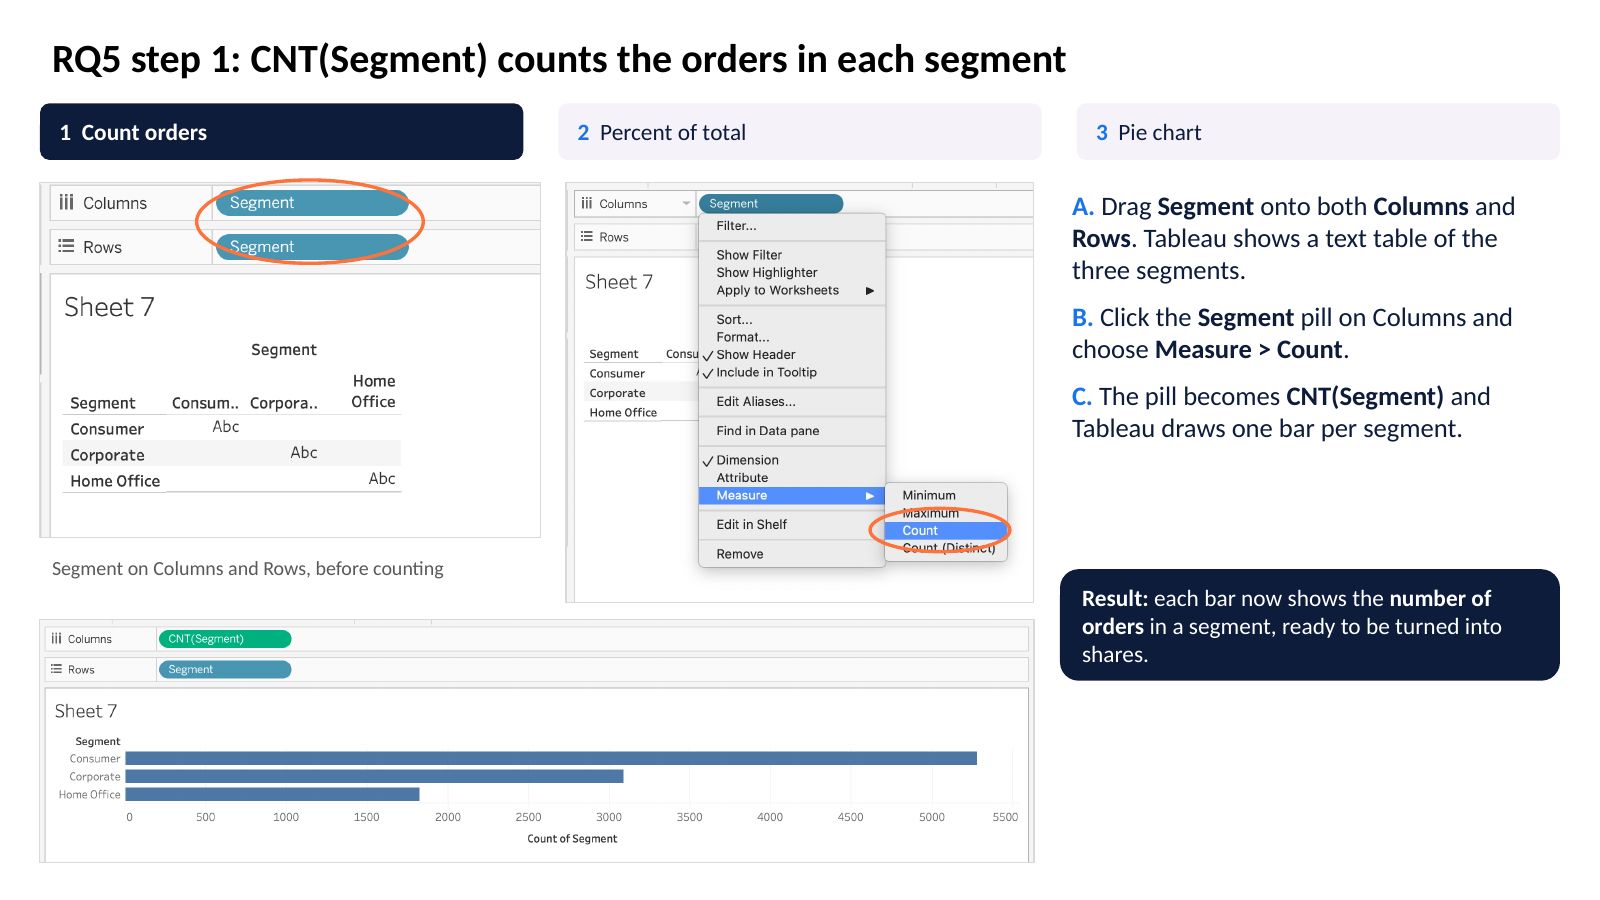 RQ5 step 1: CNT(Segment) counts the orders in each segment
1 Count orders
2 Percent of total
3 Pie chart
Columns
Segment
Rows
Segment
Sheet 7
Segment
Segment Consum.. Corpora.. Home Office
Consumer Abc
Corporate Abc
Home Office Abc
Segment on Columns and Rows, before counting
Columns
Segment
Rows
Sheet 7
Segment Consu
Consumer
Corporate
Home Office
Filter...
Show Filter
Show Highlighter
Apply to Worksheets
Sort...
Format...
Show Header
Include in Tooltip
Edit Aliases...
Find in Data pane
Dimension
Attribute
Measure
Edit in Shelf
Remove
Minimum
Maximum
Count
Count (Distinct)
A. Drag Segment onto both Columns and
Rows. Tableau shows a text table of the
three segments.
B. Click the Segment pill on Columns and
choose Measure > Count.
C. The pill becomes CNT(Segment) and
Tableau draws one bar per segment.
Result: each bar now shows the number of
orders in a segment, ready to be turned into
shares.
Columns
CNT(Segment)
Rows
Segment
Sheet 7
Segment
Consumer
Corporate
Home Office
0 500 1000 1500 2000 2500 3000 3500 4000 4500 5000 5500
Count of Segment